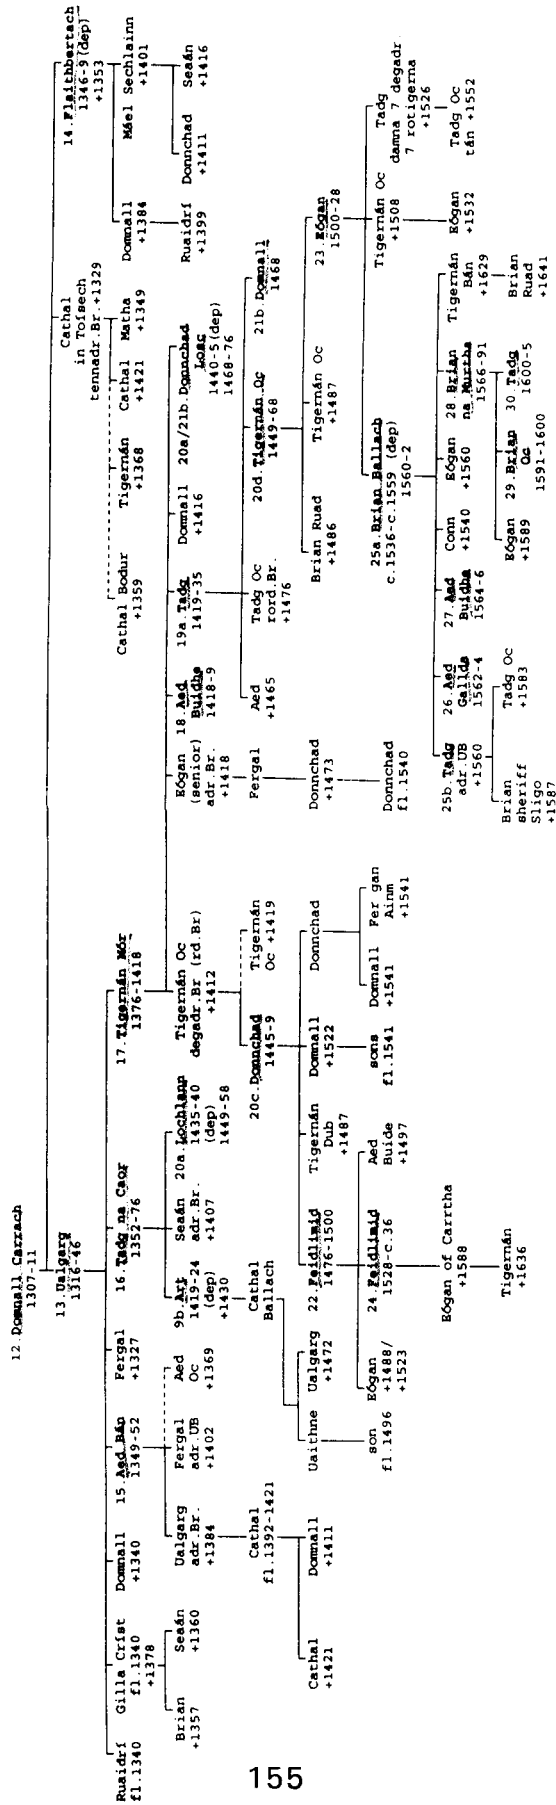 12. Domnall Carrach
1307-11
13. Ualgarg
1316-46
Cathal
in Toísech
tennadr.Br.+1329
14. Flaithbertach
1346-9 (dep)
+1353
Ruaidrí
fl.1340
Gilla Críst
fl.1340
+1378
Domnall
+1340
15. Aed Bán
1349-52
Fergal
+1327
16. Tadg na Caor
1352-76
17. Tigernán Mór
1376-1418
Cathal Bodur
+1359
Tigernán
+1368
Cathal
+1421
Matha
+1349
Domnall
+1384
Máel Sechlainn
+1401
Brian
+1357
Seaán
+1360
Ualgarg
adr.Br.
+1384
Fergal
adr UB
+1402
Aed
Oc
+1369
9b. Art
1419-24
(dep)
+1430
Seaán
adr Br.
+1407
20a. Lochlann
1435-40
(dep)
1449-58
Tigernán Oc
degadr.Br (rd.Br)
+1412
Eógan
(senior)
adr.Br.
+1418
18. Aed
Buidhe
1418-9
19a. Tadg
1419-35
Domnall
+1416
20a/21b. Donnchad
Losc
1440-5 (dep)
1468-76
Ruaidrí
+1399
Donnchad
+1411
Seaán
+1416
Cathal
fl.1392-1421
Cathal
Ballach
20c. Donnchad
1445-9
Tigernán
Oc +1419
Fergal
Aed
+1465
Tadg Oc
rord.Br.
+1476
20d. Tigernán Oc
1449-68
21b. Domnall
1468
Cathal
+1421
Domnall
+1411
Uaithne
Ualgarg
+1472
22. Feidlimid
1476-1500
Tigernán
Dub
+1487
Domnall
+1522
Donnchad
Donnchad
+1473
Brian Ruad
+1486
Tigernán Oc
+1487
23. Eógan
1500-28
son
fl.1496
Eógan
+1488/
+1523
24. Feidlimid
1528-c.36
Aed
Buide
+1497
sons
fl.1541
Domnall
+1541
Fer gan
Ainm
+1541
Donnchad
fl.1540
25a. Brian Ballach
c.1536-c.1559 (dep)
1560-2
Tigernán Oc
+1508
Tadg
damna 7 degadr.
7 rotigerna
+1526
Eógan of Carrtha
+1588
25b. Tadg
adr.UB
+1560
26. Aed
Gallda
1562-4
27. Aed
Buidhe
1564-6
Conn
+1540
Eógan
+1560
28. Brian
na Murtha
1566-91
Tigernán
Bán
+1629
Eógan
+1532
Tadg Oc
tán +1552
Tigernán
+1636
Brian
sheriff
Sligo
+1587
Tadg Oc
+1583
Eógan
+1589
29. Brian
Oc
1591-1600
30. Tadg
1600-5
Brian
Ruad
+1641
155